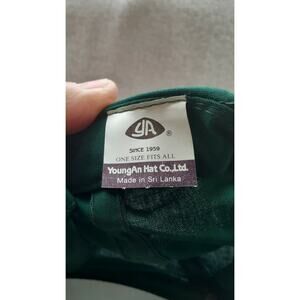 YA ®
SINCE 1959
ONE SIZE FITS ALL
YoungAn Hat Co.,Ltd.
Made in Sri Lanka